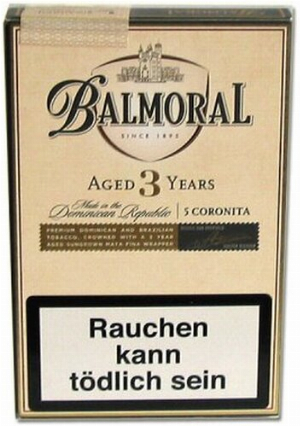 BALMORAL
SINCE 1895
AGED 3 YEARS
Made in the
Dominican Republic | 5 CORONITA
PREMIUM DOMINICAN AND BRAZILIAN
TOBACCO, CROWNED WITH A 3 YEAR
AGED SUNGROWN MATA FINA WRAPPER
Rauchen
kann
tödlich sein